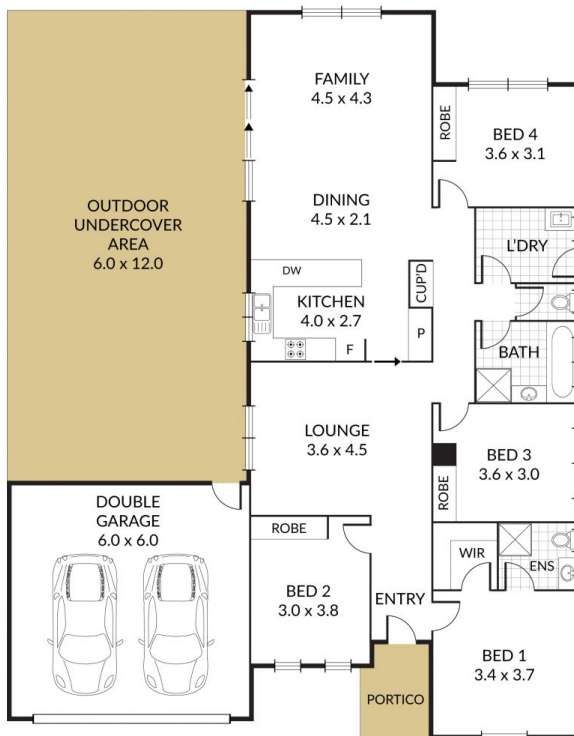 FAMILY
4.5 x 4.3
ROBE
BED 4
3.6 x 3.1
OUTDOOR
UNDERCOVER
AREA
6.0 x 12.0
DINING
4.5 x 2.1
L'DRY
DW
CUP'D
KITCHEN
4.0 x 2.7
P
F
BATH
LOUNGE
3.6 x 4.5
BED 3
3.6 x 3.0
ROBE
DOUBLE
GARAGE
6.0 x 6.0
ROBE
WIR
ENS
BED 2
3.0 x 3.8
ENTRY
BED 1
3.4 x 3.7
PORTICO